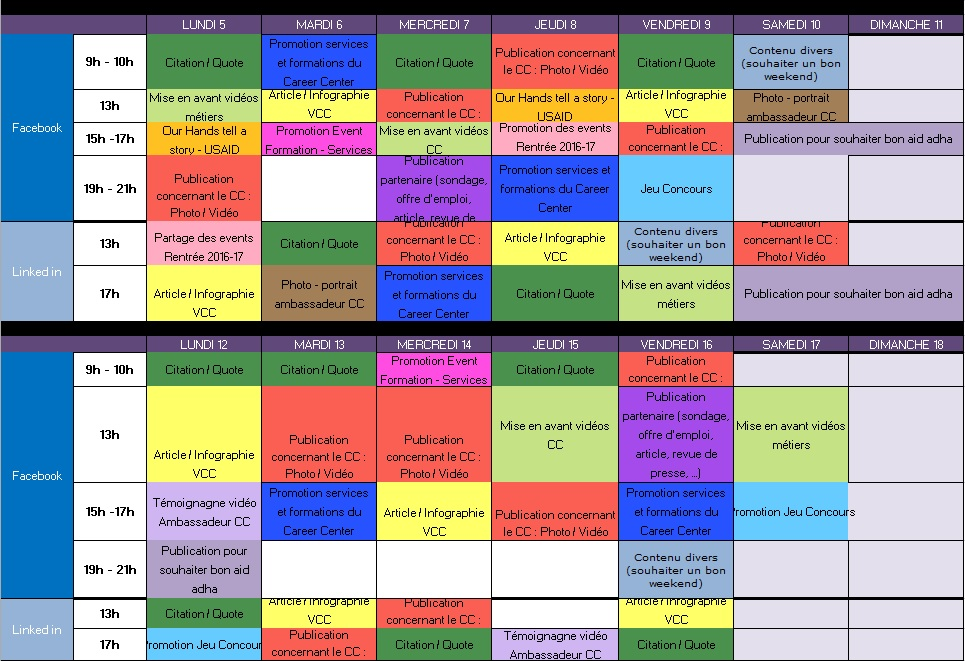 LUNDI 5 MARDI 6 MERCREDI 7 JEUDI 8 VENDREDI 9 SAMEDI 10 DIMANCHE 11
Facebook
9h - 10h
Citation / Quote
Promotion services
et formations du
Career Center
Citation / Quote
Publication concernant
le CC : Photo / Vidéo
Citation / Quote
Contenu divers
(souhaiter un bon
weekend)
13h
Mise en avant vidéos
métiers
Article / Infographie
VCC
Publication
concernant le CC :
Our Hands tell a story -
USAID
Article / Infographie
VCC
Photo - portrait
ambassadeur CC
15h -17h
Our Hands tell a
story - USAID
Promotion Event
Formation - Services
Mise en avant vidéos
CC
Promotion des events
Rentrée 2016-17
Publication
concernant le CC :
Publication pour souhaiter bon aid adha
19h - 21h
Publication
concernant le CC :
Photo / Vidéo
Publication
partenaire (sondage,
offre d'emploi,
article, revue de
Promotion services et
formations du Career
Center
Jeu Concours
Linked in
13h
Partage des events
Rentrée 2016-17
Citation / Quote
Publication
concernant le CC :
Photo / Vidéo
Article / Infographie
VCC
Contenu divers
(souhaiter un bon
weekend)
Publication
concernant le CC :
Photo / Vidéo
17h
Article / Infographie
VCC
Photo - portrait
ambassadeur CC
Promotion services
et formations du
Career Center
Citation / Quote
Mise en avant vidéos
métiers
Publication pour souhaiter bon aid adha
LUNDI 12 MARDI 13 MERCREDI 14 JEUDI 15 VENDREDI 16 SAMEDI 17 DIMANCHE 18
Facebook
9h - 10h
Citation / Quote
Citation / Quote
Promotion Event
Formation - Services
Citation / Quote
Publication
concernant le CC :
13h
Article / Infographie
VCC
Publication
concernant le CC :
Photo / Vidéo
Publication
concernant le CC :
Photo / Vidéo
Mise en avant vidéos
CC
Publication
partenaire (sondage,
offre d'emploi,
article, revue de
presse, ...)
Mise en avant vidéos
métiers
15h -17h
Témoignagne vidéo
Ambassadeur CC
Promotion services
et formations du
Career Center
Article / Infographie
VCC
Publication concernant
le CC : Photo / Vidéo
Promotion services
et formations du
Career Center
romotion Jeu Concours
19h - 21h
Publication pour
souhaiter bon aid
adha
Contenu divers
(souhaiter un bon
weekend)
Linked in
13h
Citation / Quote
Article / Infographie
VCC
Publication
concernant le CC :
Article / Infographie
VCC
17h
romotion Jeu Concour
Publication
concernant le CC :
Citation / Quote
Témoignagne vidéo
Ambassadeur CC
Citation / Quote